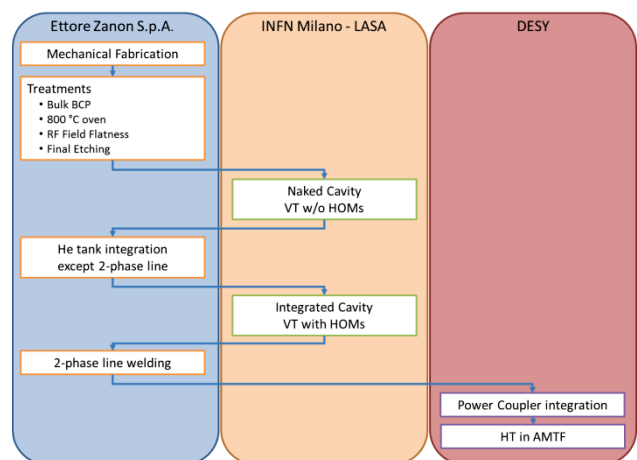 Ettore Zanon S.p.A.
INFN Milano - LASA
DESY
Mechanical Fabrication
Treatments
• Bulk BCP
• 800 °C oven
• RF Field Flatness
• Final Etching
Naked Cavity
VT w/o HOMs
He tank integration
except 2-phase line
Integrated Cavity
VT with HOMs
2-phase line welding
Power Coupler integration
HT in AMTF